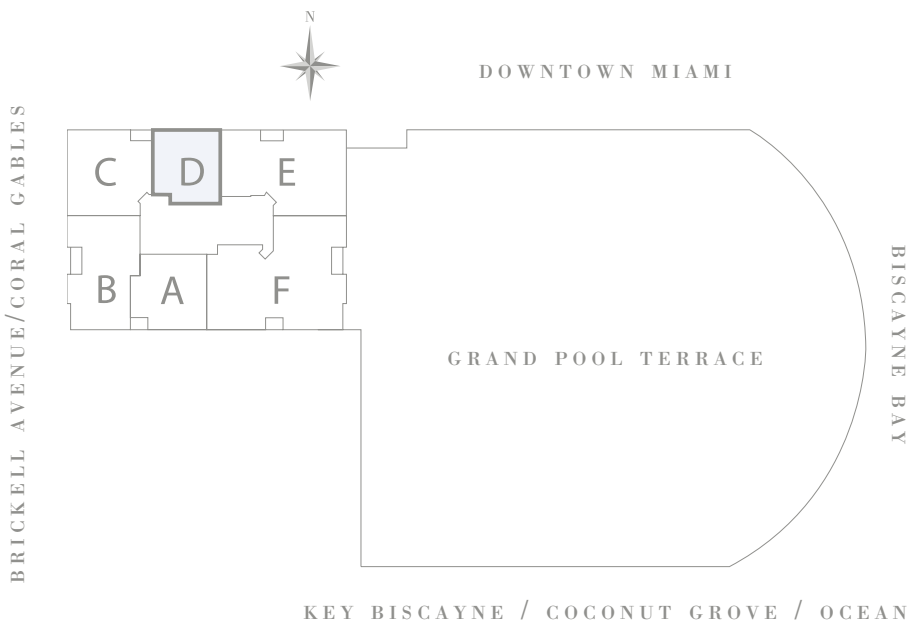 N
DOWNTOWN MIAMI
BRICKELL AVENUE/CORAL GABLES
C
D
E
B
A
F
GRAND POOL TERRACE
BISCAYNE BAY
KEY BISCAYNE / COCONUT GROVE / OCEAN